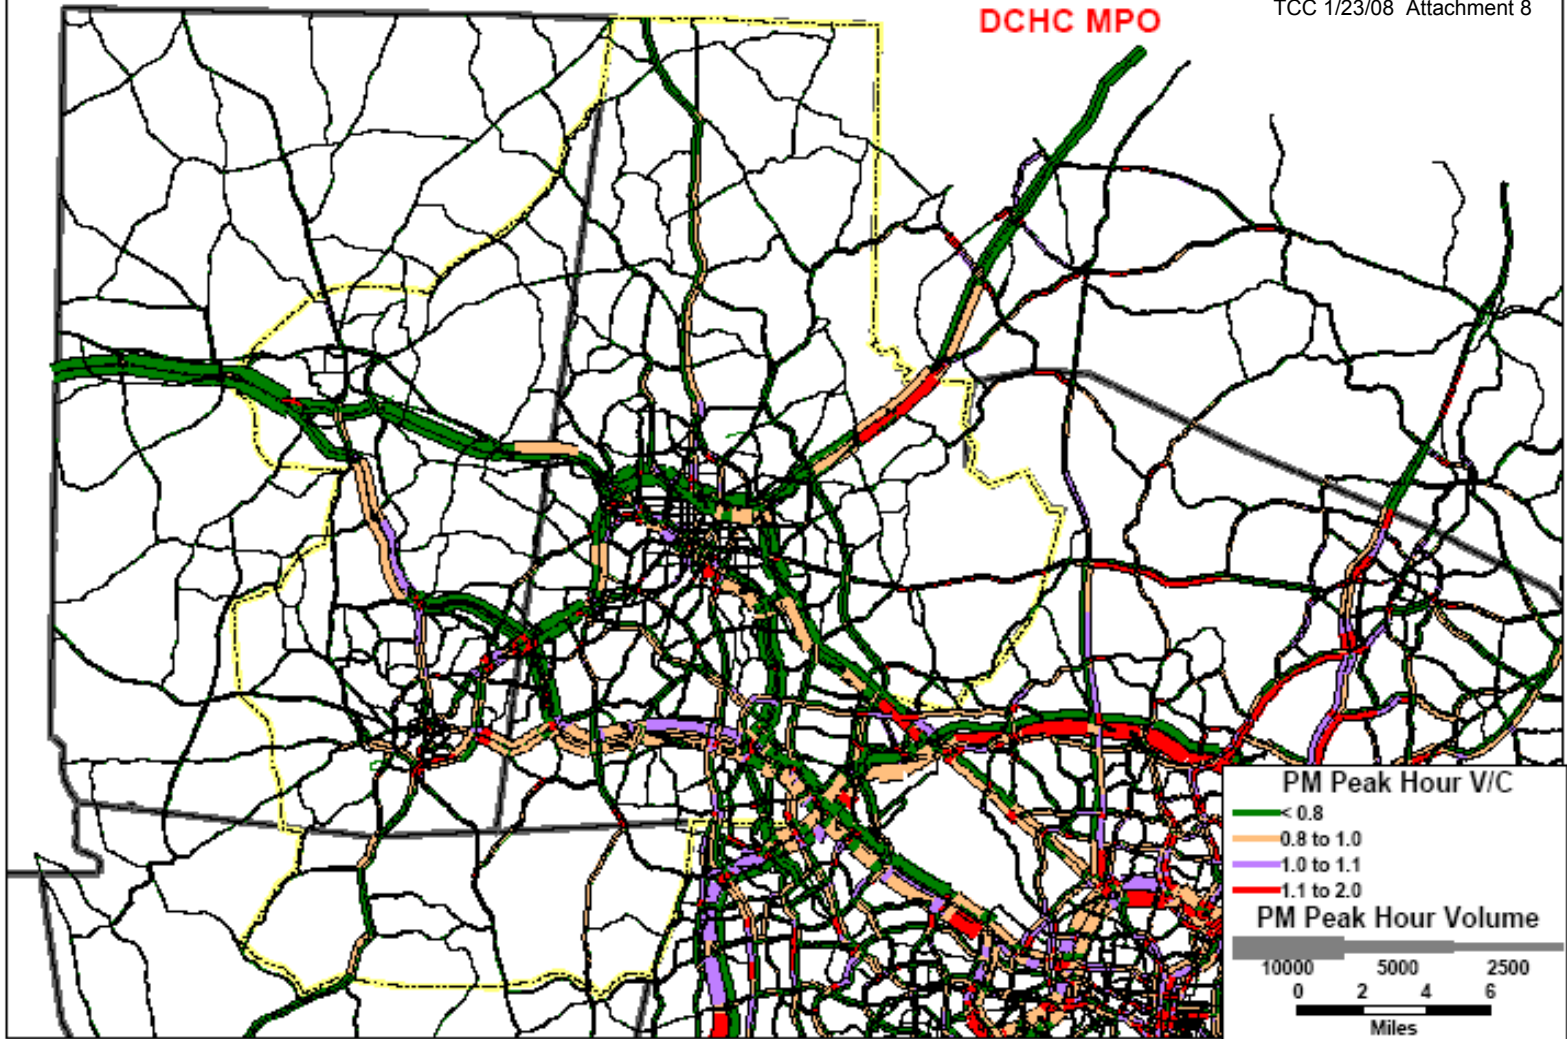 TCC 1/23/08 Attachment 8
DCHC MPO
PM Peak Hour V/C
< 0.8
0.8 to 1.0
1.0 to 1.1
1.1 to 2.0
PM Peak Hour Volume
10000 5000 2500
0 2 4 6
Miles